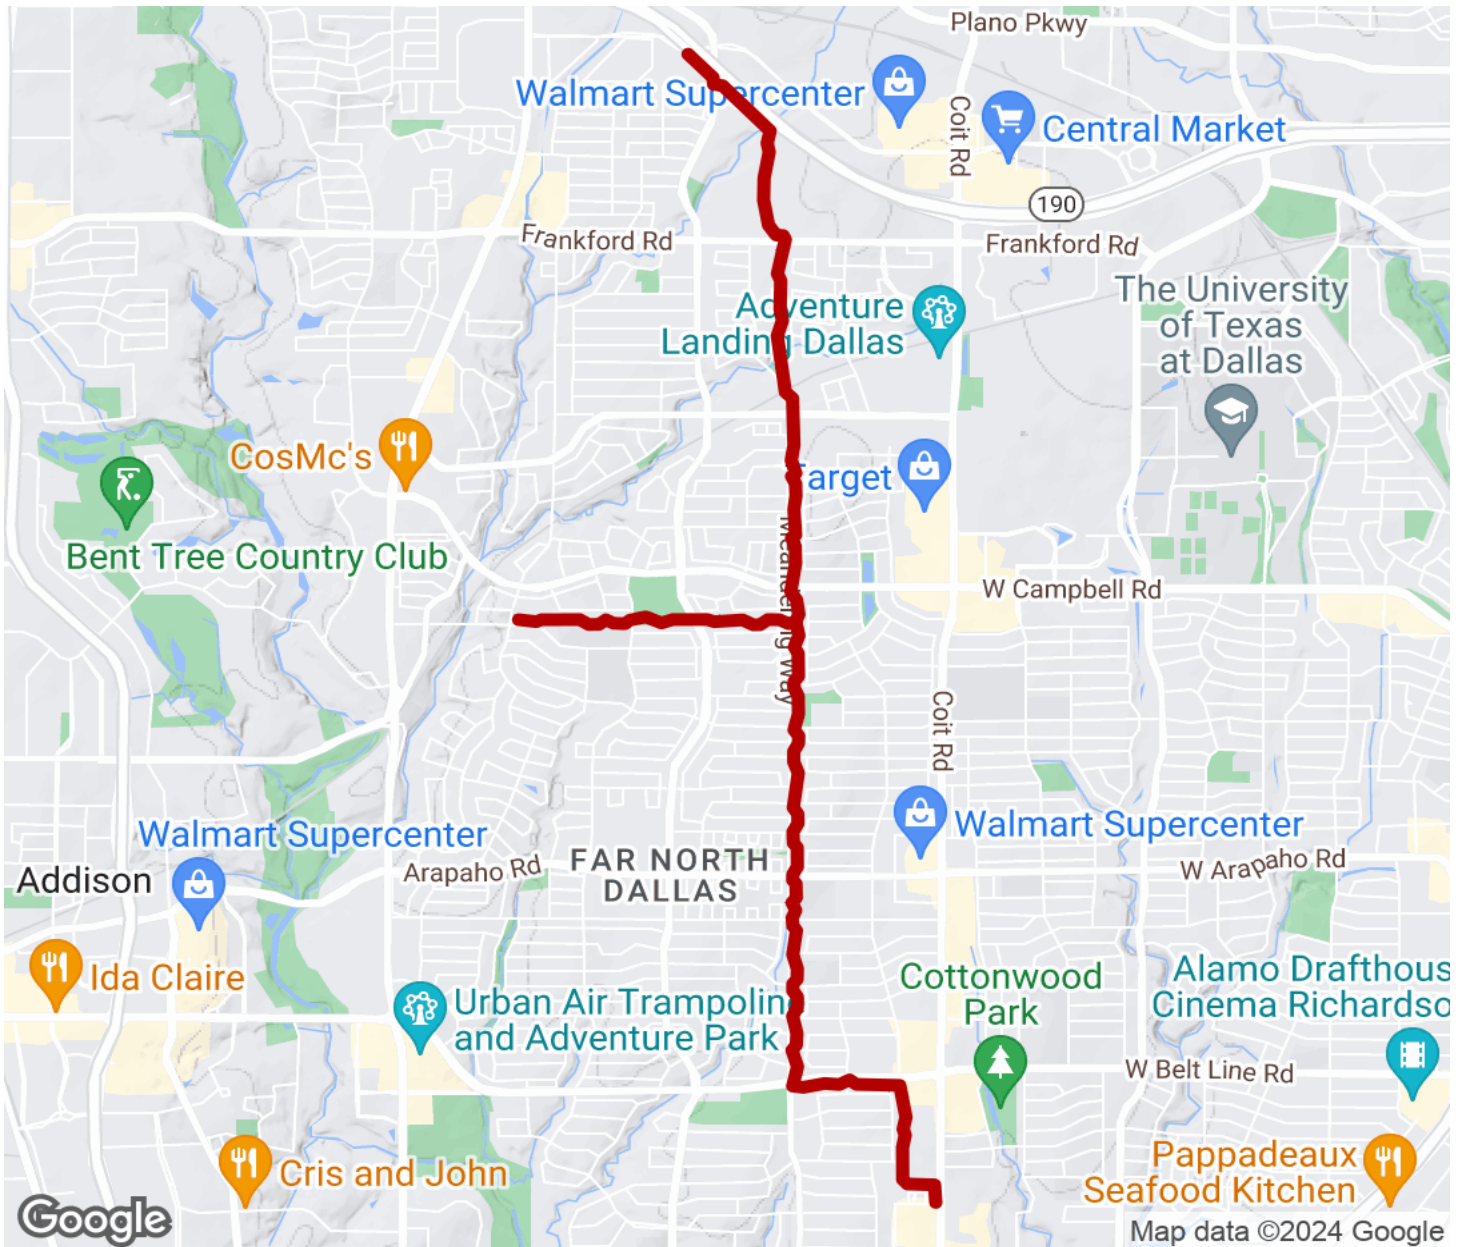 Plano Pkwy
Walmart Supercenter
Coit Rd
Central Market
190
Frankford Rd
Frankford Rd
The University
of Texas
at Dallas
Adventure
Landing Dallas
CosMc's
Target
Bent Tree Country Club
Meandering Way
W Campbell Rd
Coit Rd
Walmart Supercenter
Walmart Supercenter
Arapaho Rd
FAR NORTH
DALLAS
W Arapaho Rd
Addison
Ida Claire
Cottonwood
Park
Alamo Drafthous
Cinema Richardso
Urban Air Trampolin
and Adventure Park
W Belt Line Rd
Cris and John
Pappadeaux
Seafood Kitchen
Google
Map data ©2024 Google